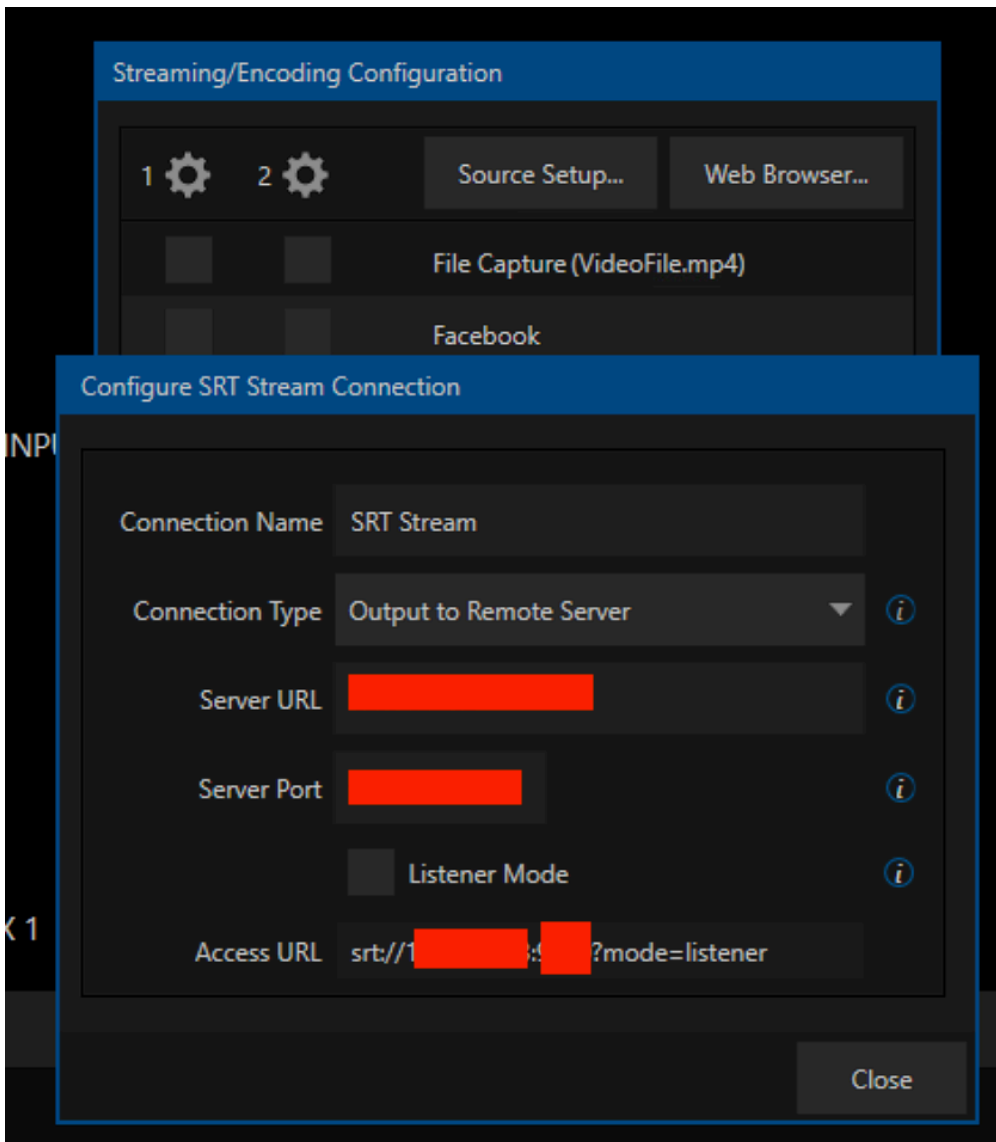 Streaming/Encoding Configuration
1 2 Source Setup... Web Browser...
File Capture (VideoFile.mp4)
Facebook
Configure SRT Stream Connection
INPU
Connection Name SRT Stream
Connection Type Output to Remote Server
Server URL
Server Port
Listener Mode
X 1
Access URL srt://1 3:9 ?mode=listener
Close